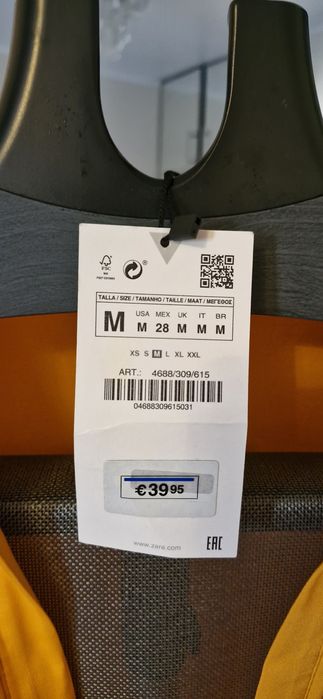 FSC
TALLA / SIZE / TAMANHO / TAILLE / MAAT / ΜΕΓΕΘΟΣ
M
USA MEX UK IT BR
M 28 M M M
XS S M L XL XXL
ART.: 4688/309/615
04688309615031
€39 95
www.zara.com
EAC